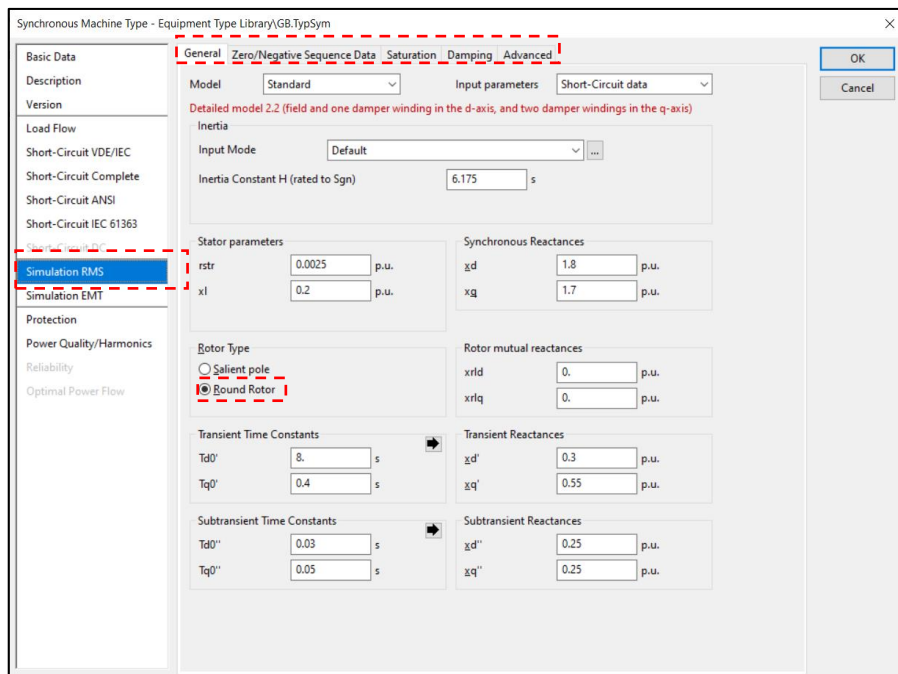 Synchronous Machine Type - Equipment Type Library\GB.TypSym
Basic Data
Description
Version
Load Flow
Short-Circuit VDE/IEC
Short-Circuit Complete
Short-Circuit ANSI
Short-Circuit IEC 61363
Short-Circuit DC
Simulation RMS
Simulation EMT
Protection
Power Quality/Harmonics
Reliability
Optimal Power Flow
General Zero/Negative Sequence Data Saturation Damping Advanced
OK
Cancel
Model Standard Input parameters Short-Circuit data
Detailed model 2.2 (field and one damper winding in the d-axis, and two damper windings in the q-axis)
Inertia
Input Mode Default ...
Inertia Constant H (rated to Sgn) 6.175 s
Stator parameters
rstr 0.0025 p.u.
xl 0.2 p.u.
Synchronous Reactances
xd 1.8 p.u.
xq 1.7 p.u.
Rotor Type
Salient pole
Round Rotor
Rotor mutual reactances
xrld 0. p.u.
xrlq 0. p.u.
Transient Time Constants
Td0' 8. s
Tq0' 0.4 s
Transient Reactances
xd' 0.3 p.u.
xq' 0.55 p.u.
Subtransient Time Constants
Td0'' 0.03 s
Tq0'' 0.05 s
Subtransient Reactances
xd'' 0.25 p.u.
xq'' 0.25 p.u.